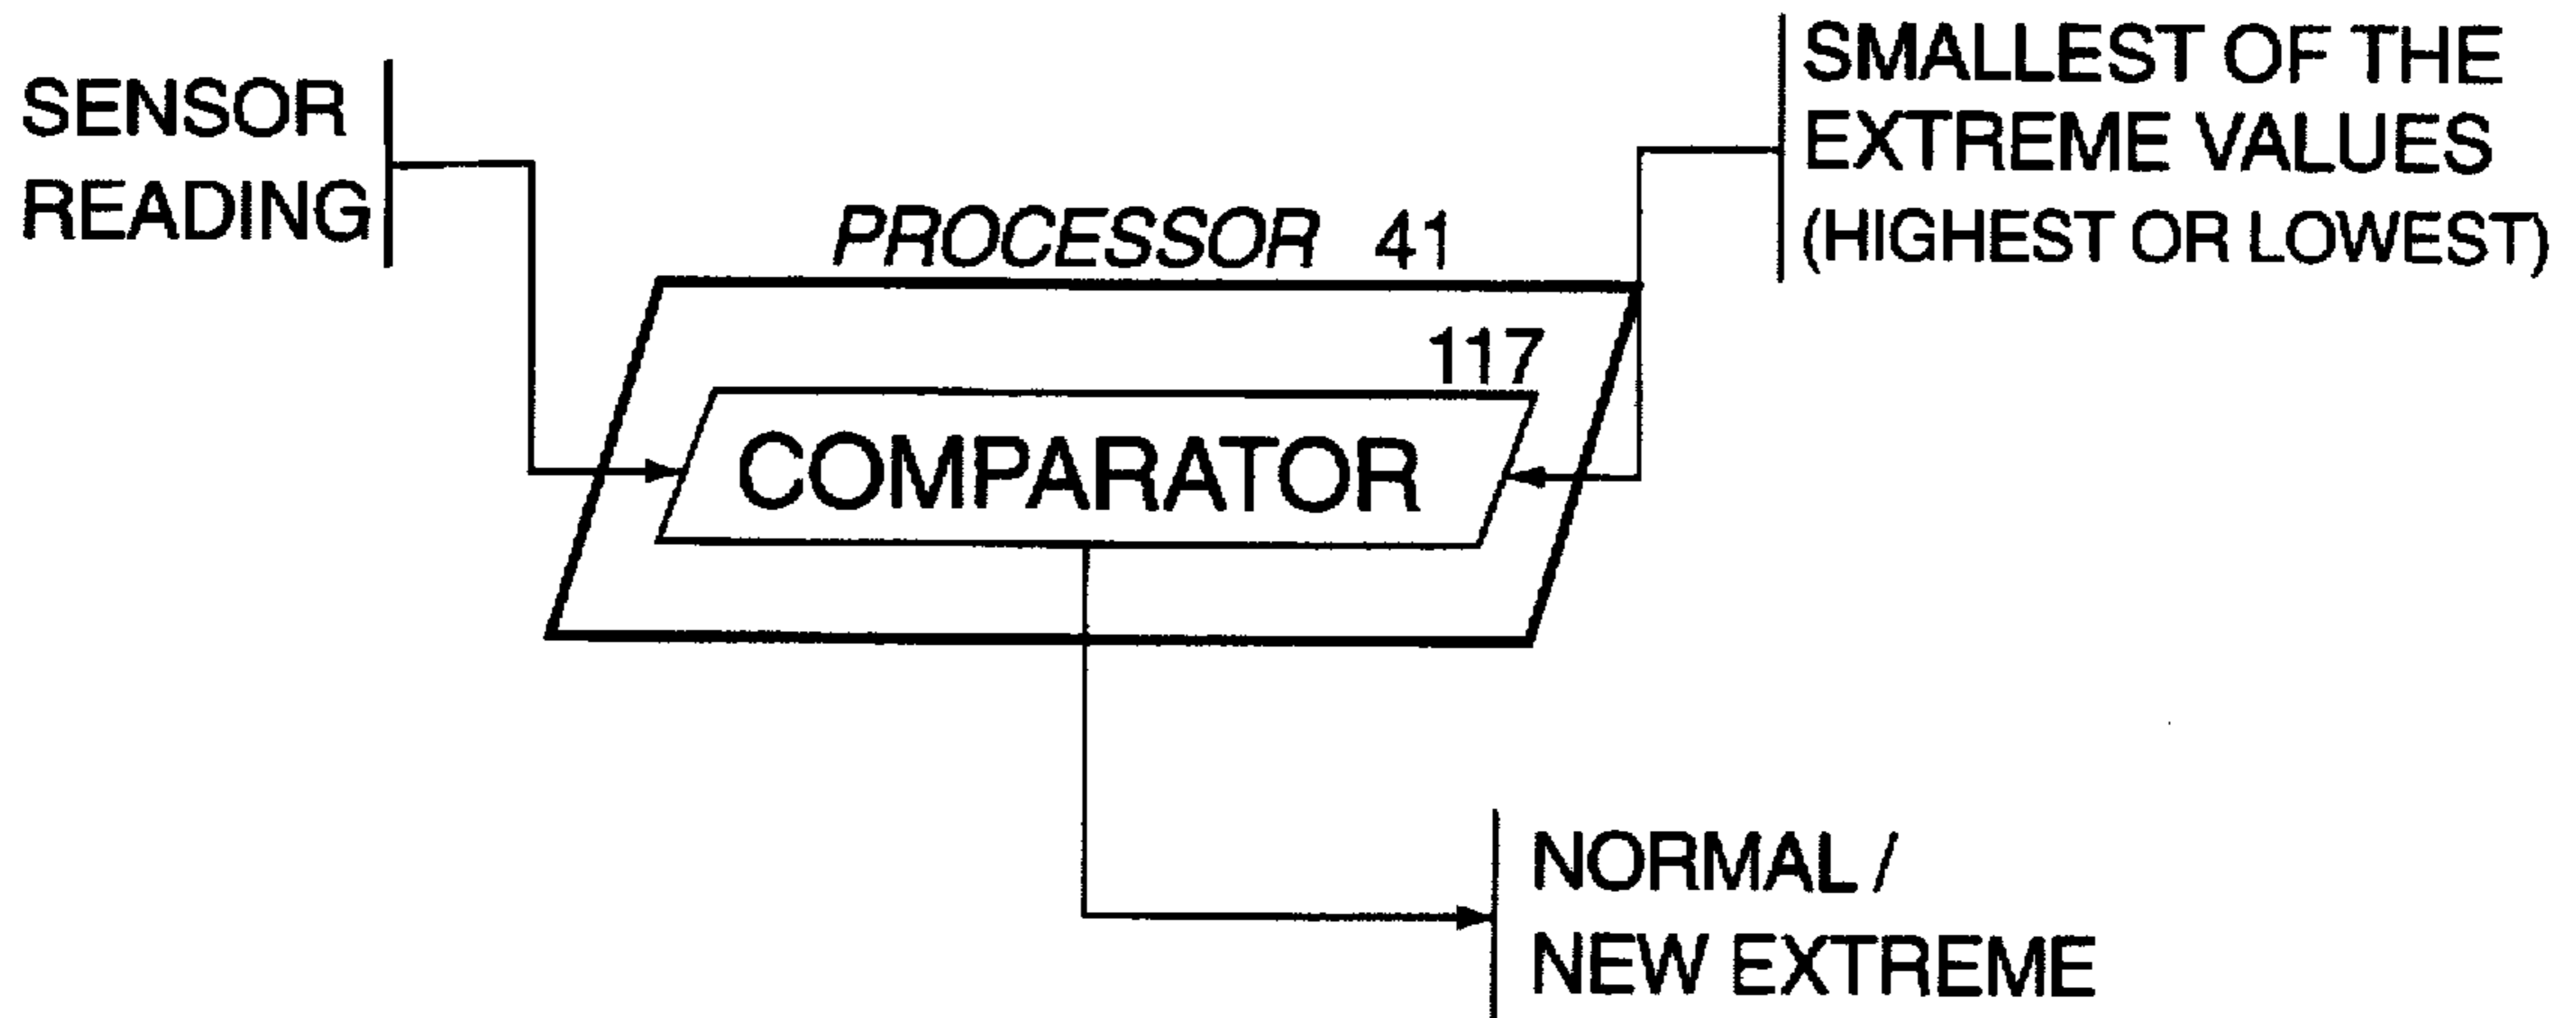 SENSOR
READING
SMALLEST OF THE
EXTREME VALUES
(HIGHEST OR LOWEST)
PROCESSOR 41
117
COMPARATOR
NORMAL /
NEW EXTREME